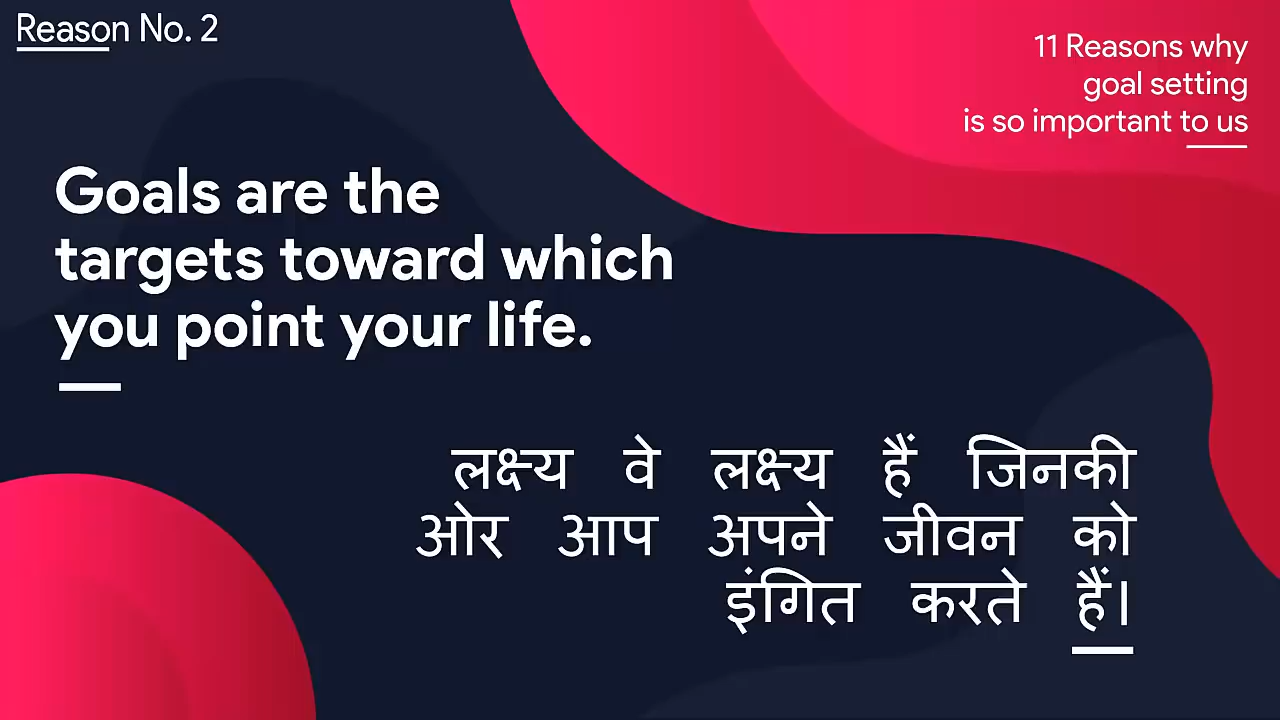 Reason No. 2
11 Reasons why
goal setting
is so important to us
Goals are the
targets toward which
you point your life.
लक्ष्य वे लक्ष्य हैं जिनकी
ओर आप अपने जीवन को
इंगित करते हैं।